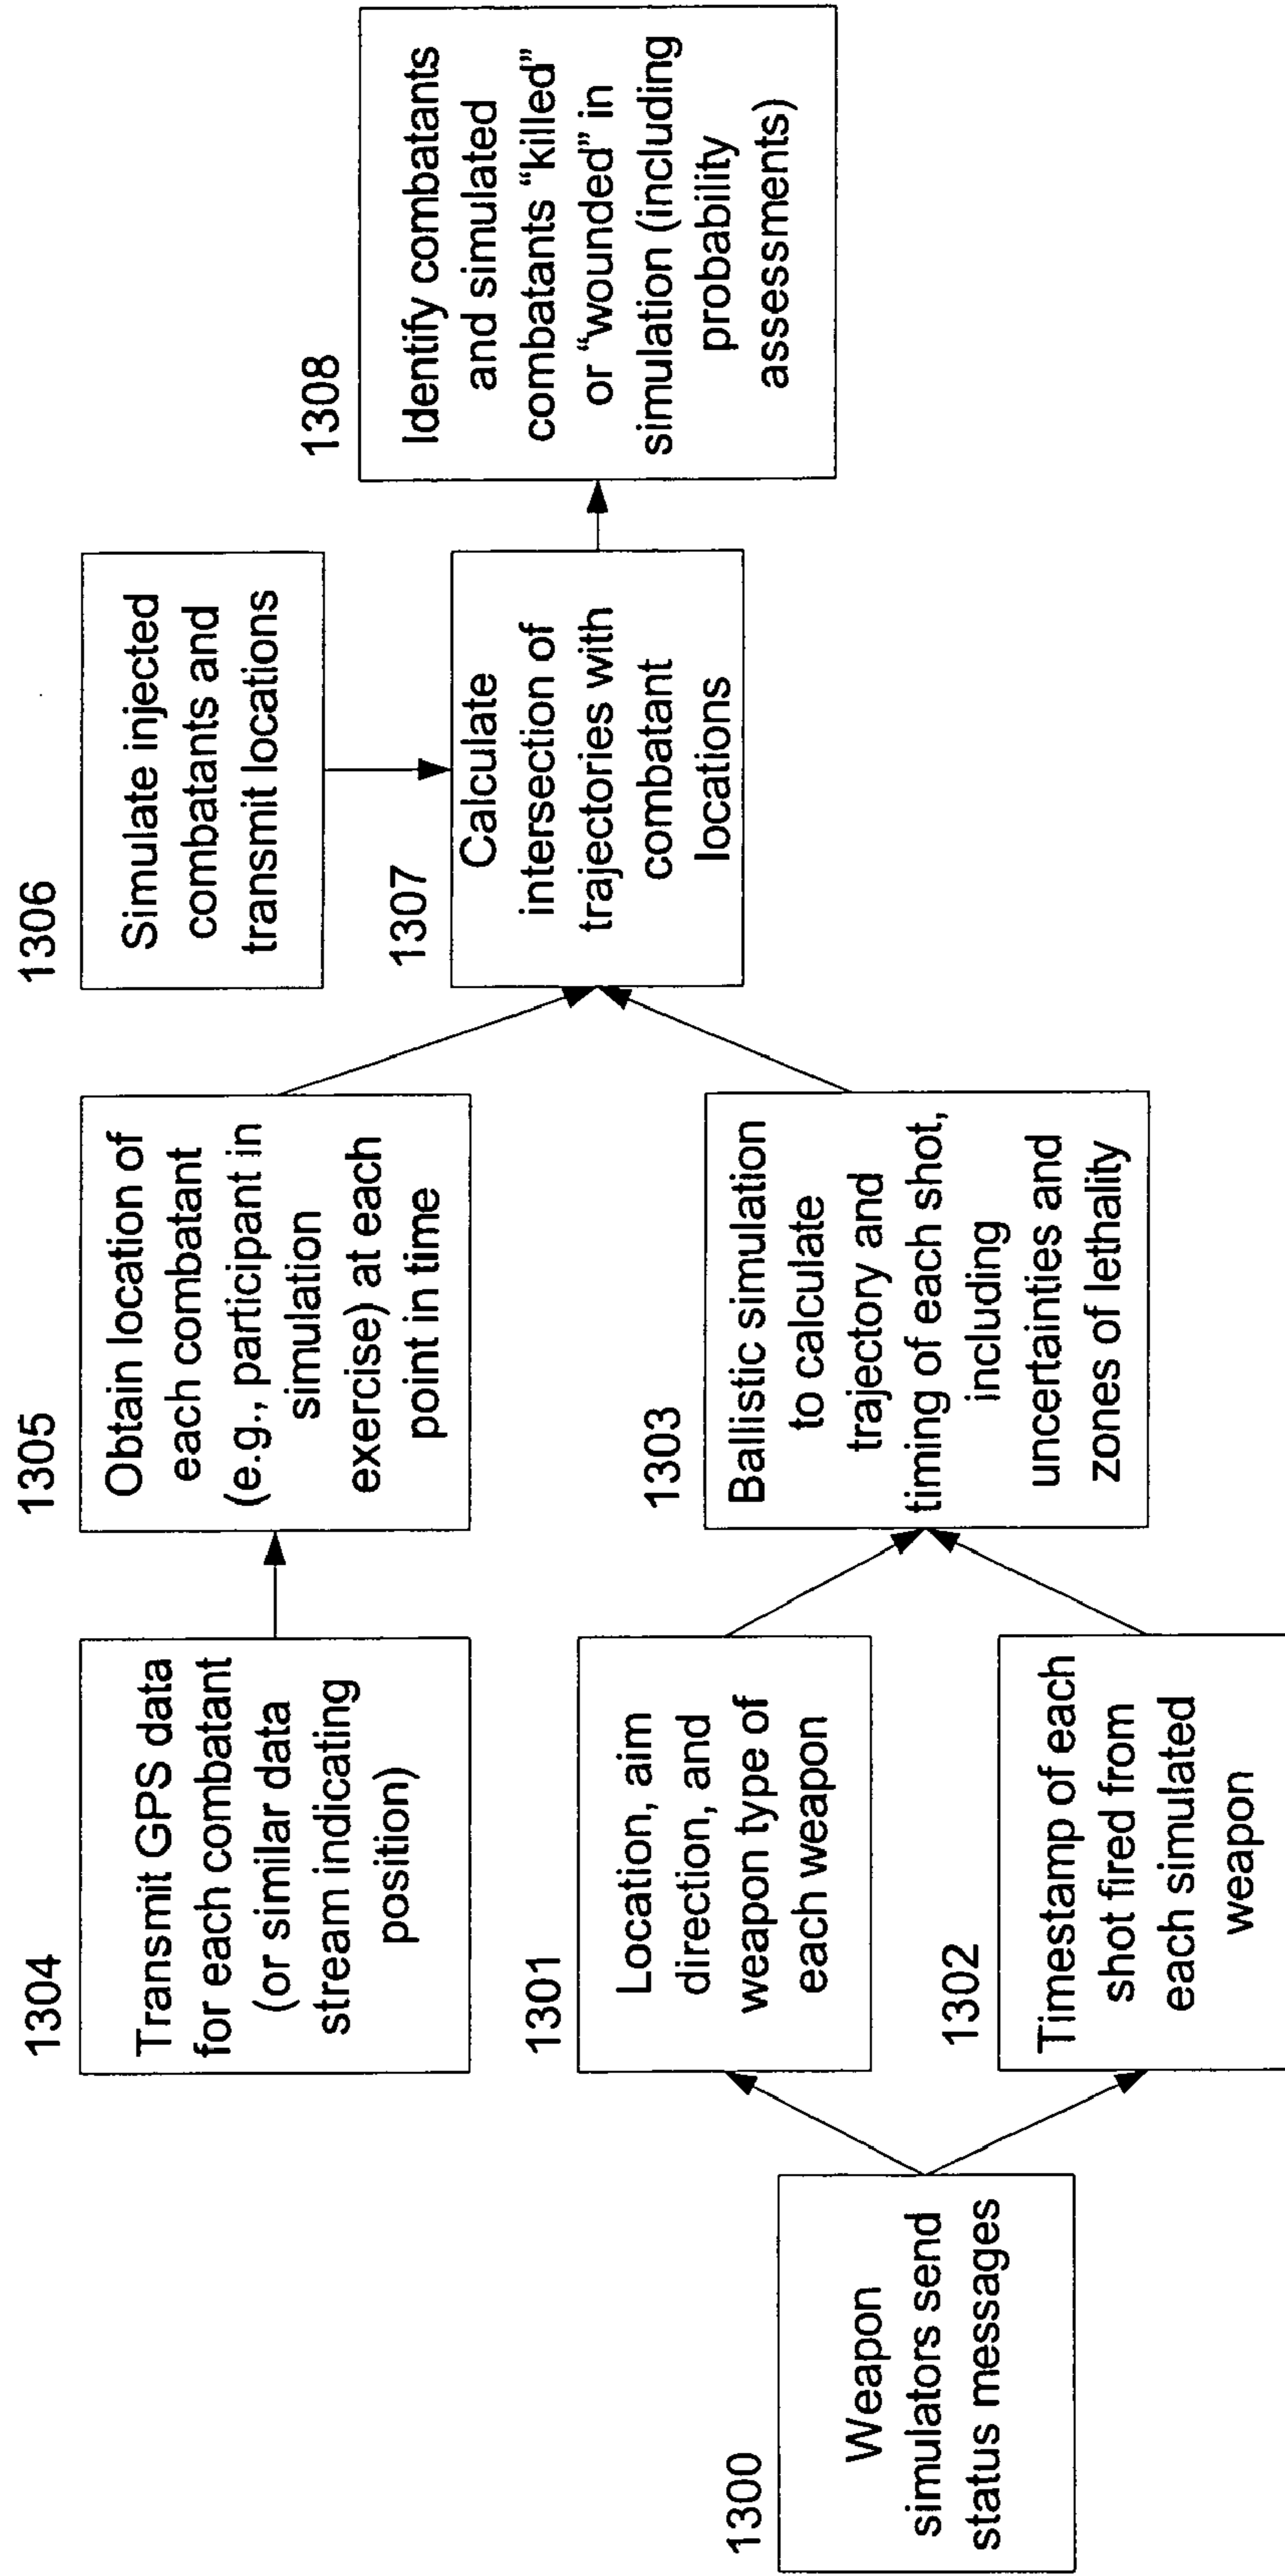 1304
Transmit GPS data
for each combatant
(or similar data
stream indicating
position)
1305
Obtain location of
each combatant
(e.g., participant in
simulation
exercise) at each
point in time
1306
Simulate injected
combatants and
transmit locations
1307
Calculate
intersection of
trajectories with
combatant
locations
1308
Identify combatants
and simulated
combatants “killed”
or “wounded” in
simulation (including
probability
assessments)
1300
Weapon
simulators send
status messages
1301
Location, aim
direction, and
weapon type of
each weapon
1302
Timestamp of each
shot fired from
each simulated
weapon
1303
Ballistic simulation
to calculate
trajectory and
timing of each shot,
including
uncertainties and
zones of lethality